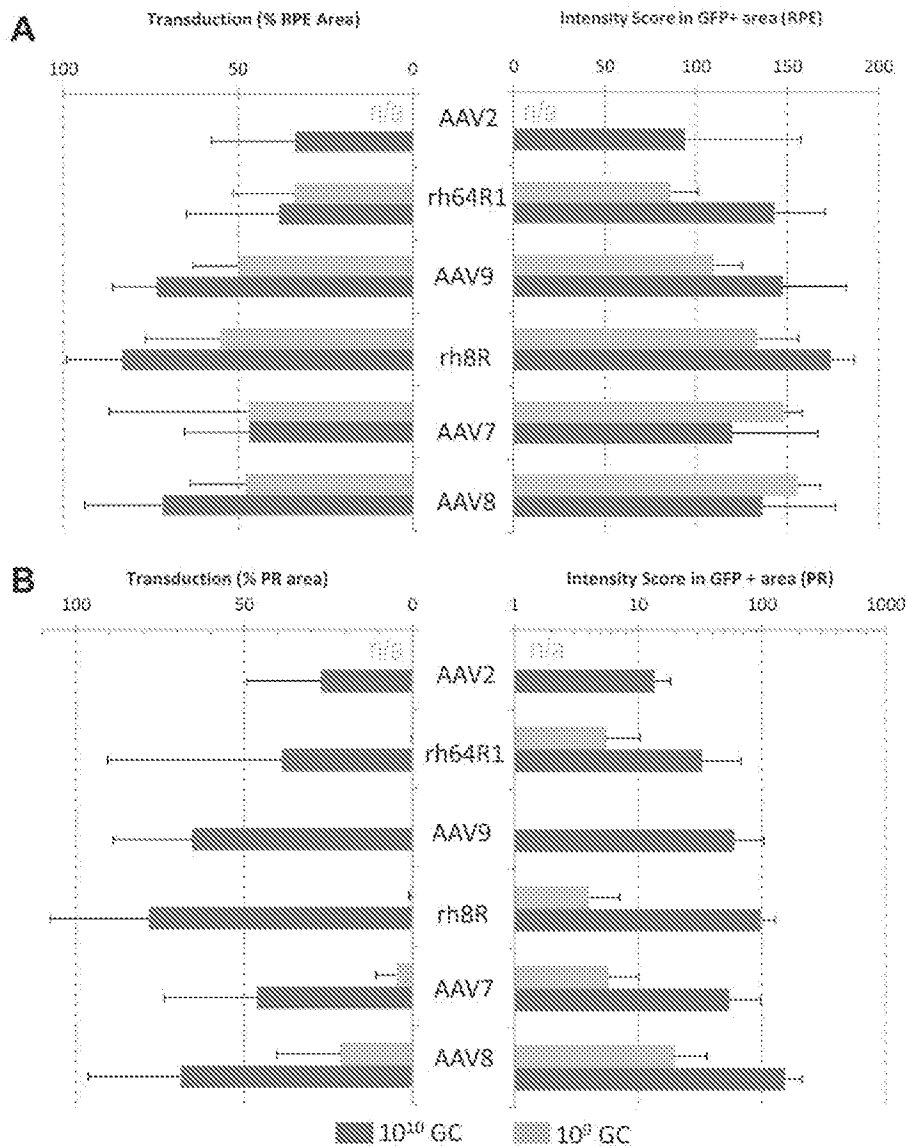 A
Transduction (% RPE Area)
Intensity Score in GFP+ area (RPE)
100 50 0
0 50 100 150 200
n/a AAV2 n/a
rh64R1
AAV9
rh8R
AAV7
AAV8
B
Transduction (% PR area)
Intensity Score in GFP + area (PR)
100 50 0
1 10 100 1000
n/a AAV2 n/a
rh64R1
AAV9
rh8R
AAV7
AAV8
10¹⁰ GC 10⁹ GC